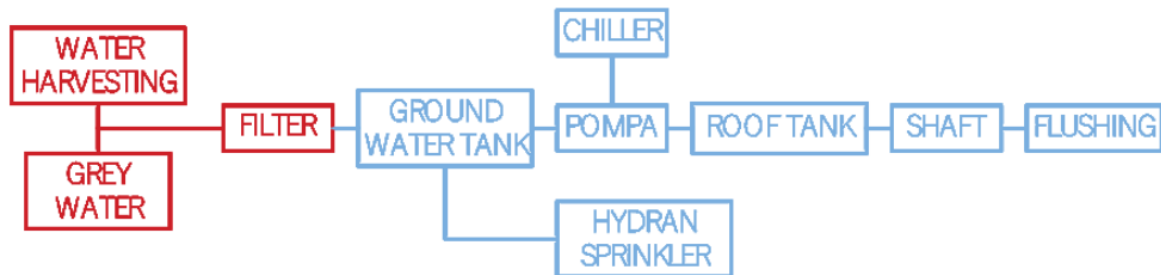 WATER
HARVESTING
GREY
WATER
FILTER
GROUND
WATER TANK
CHILLER
POMPA
ROOF TANK
SHAFT
FLUSHING
HYDRAN
SPRINKLER